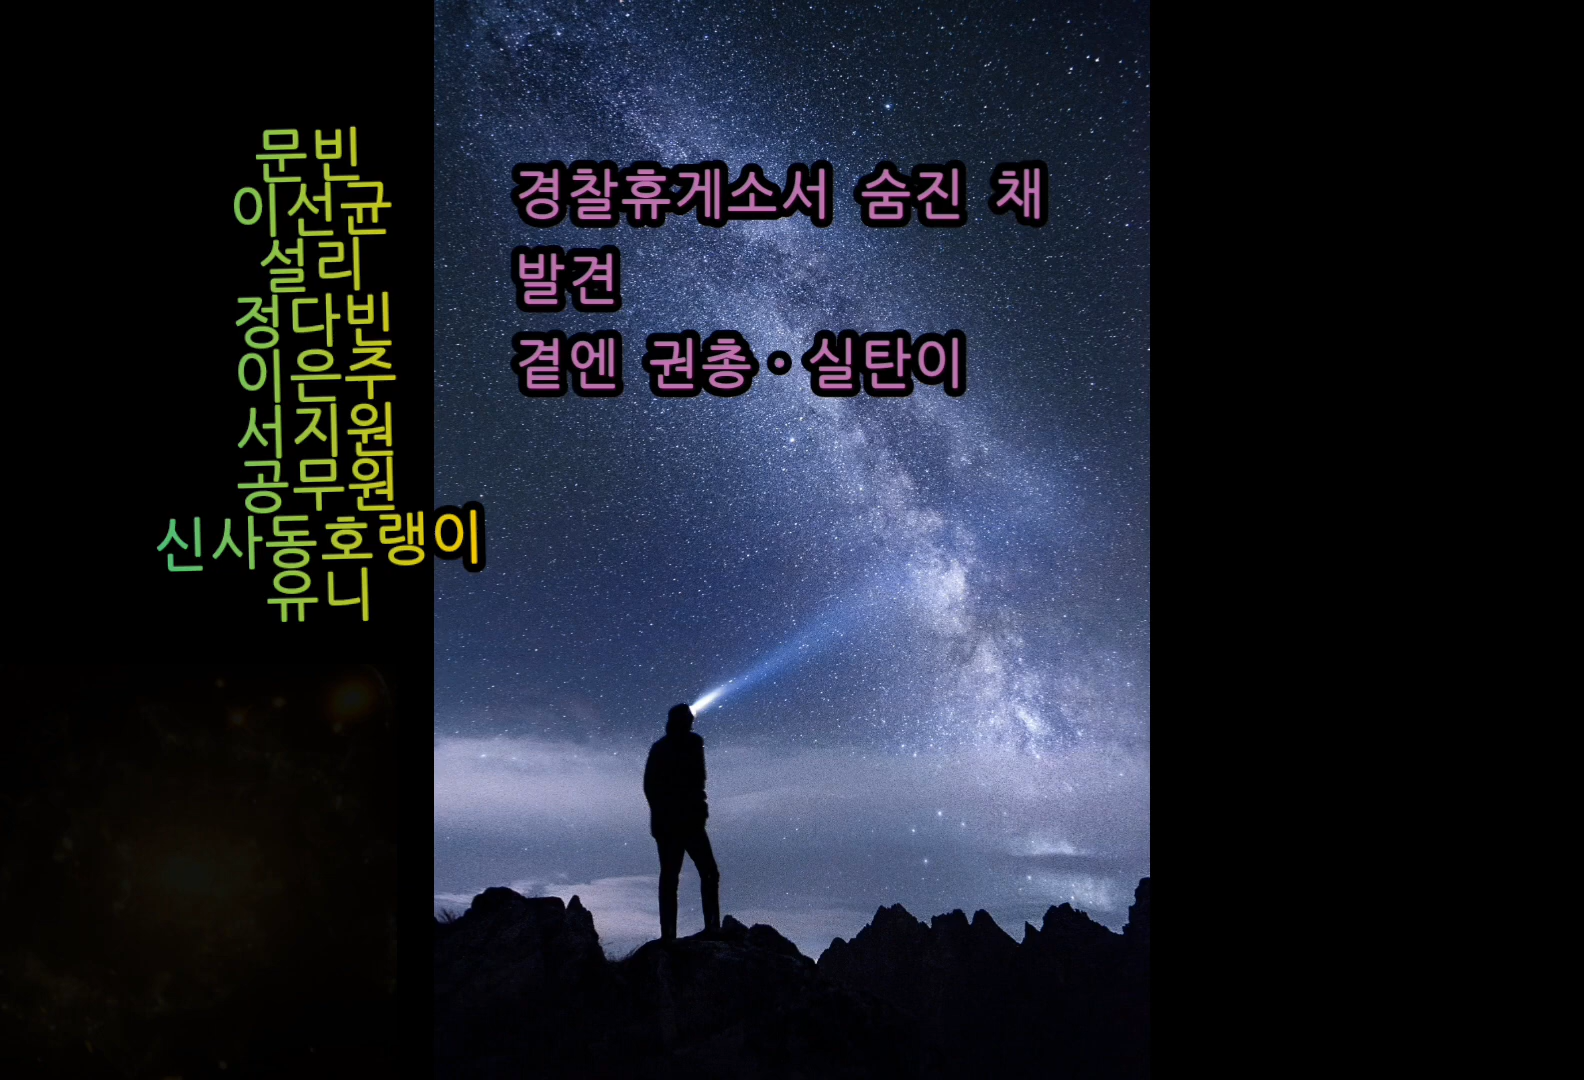 문빈
이선균
설리
정다빈
이은주
서지원
공무원
신사동호랭이
유니
경찰휴게소서 숨진 채
발견
곁엔 권총·실탄이